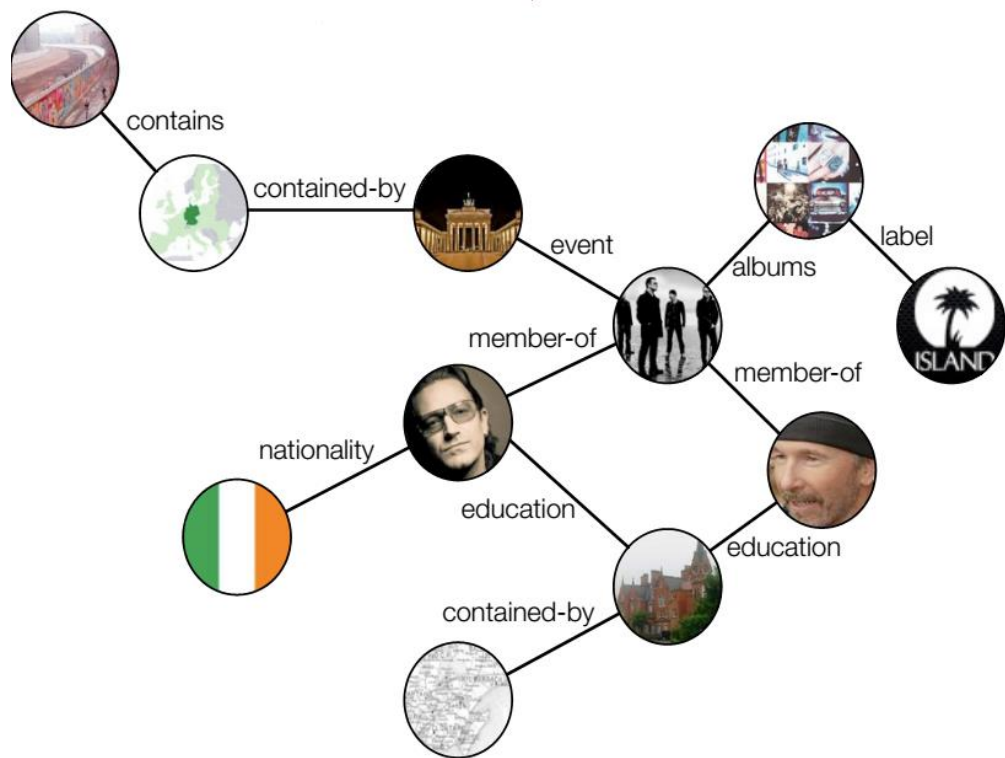 contains
contained-by
event
albums
label
ISLAND
member-of
member-of
nationality
education
education
contained-by